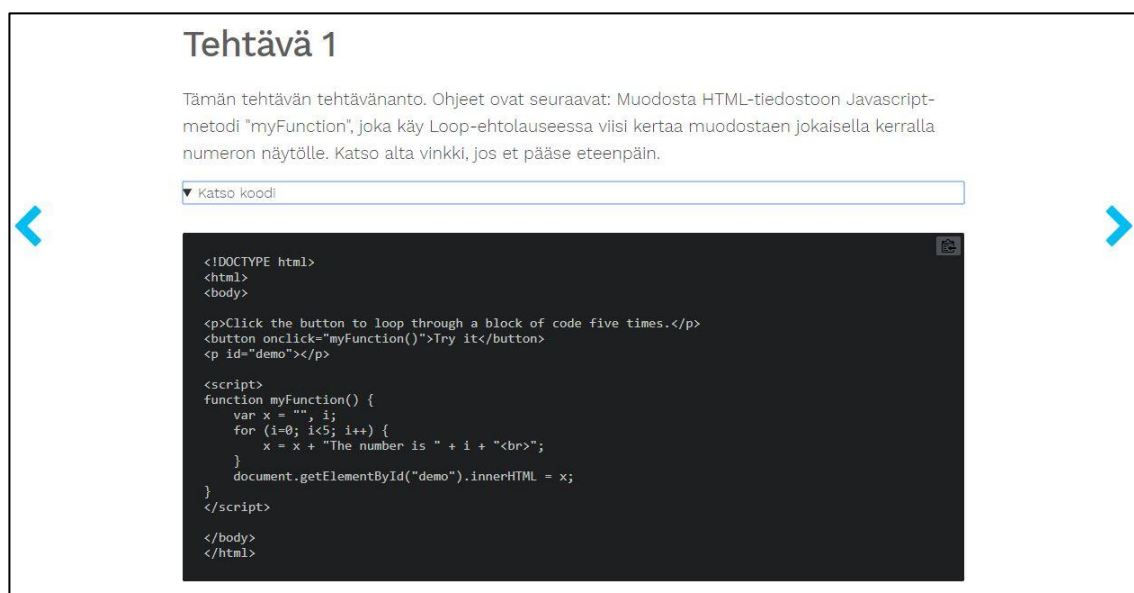 Tehtävä 1
Tämän tehtävän tehtävänanto. Ohjeet ovat seuraavat: Muodosta HTML-tiedostoon Javascript-
metodi "myFunction", joka käy Loop-ehtolauseessa viisi kertaa muodostaen jokaisella kerralla
numeron näytölle. Katso alta vinkki, jos et pääse eteenpäin.
▼ Katso koodi
<!DOCTYPE html>
<html>
<body>
<p>Click the button to loop through a block of code five times.</p>
<button onclick="myFunction()">Try it</button>
<p id="demo"></p>
<script>
function myFunction() {
    var x = "", i;
    for (i=0; i<5; i++) {
        x = x + "The number is " + i + "<br>";
    }
    document.getElementById("demo").innerHTML = x;
}
</script>
</body>
</html>